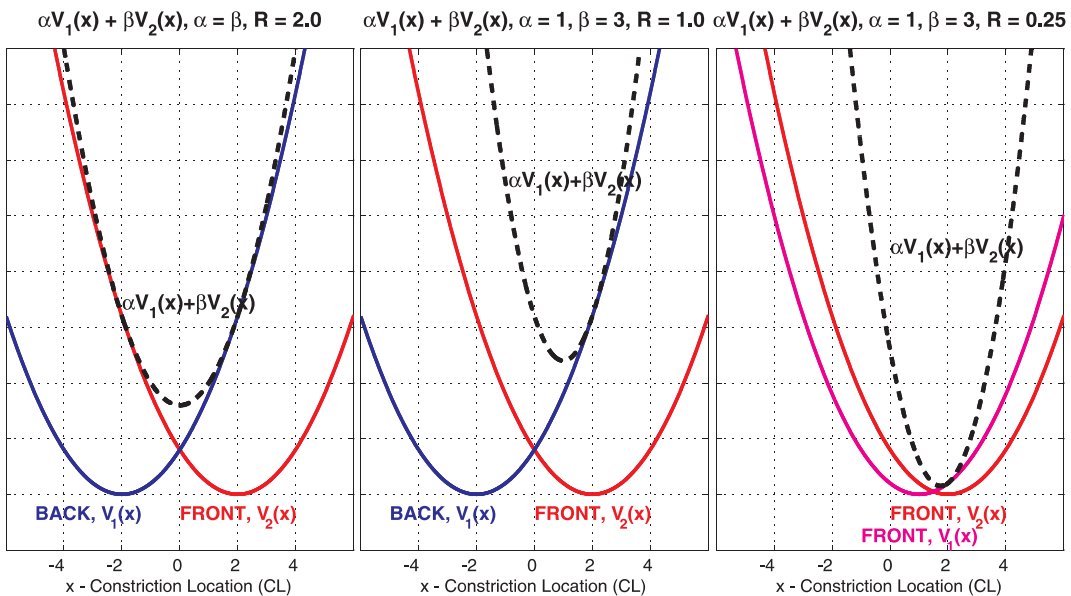 αV₁(x) + βV₂(x), α = β, R = 2.0
αV₁(x)+βV₂(x)
BACK, V₁(x)
FRONT, V₂(x)
-4 -2 0 2 4
x - Constriction Location (CL)
αV₁(x) + βV₂(x), α = 1, β = 3, R = 1.0
αV₁(x)+βV₂(x)
BACK, V₁(x)
FRONT, V₂(x)
-4 -2 0 2 4
x - Constriction Location (CL)
αV₁(x) + βV₂(x), α = 1, β = 3, R = 0.25
αV₁(x)+βV₂(x)
FRONT, V₂(x)
FRONT, V₁(x)
-4 -2 0 2 4
x - Constriction Location (CL)